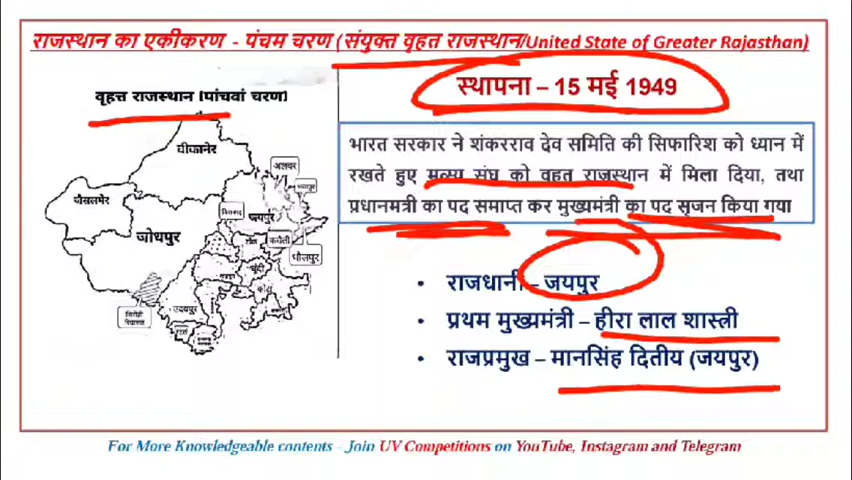 राजस्थान का एकीकरण - पंचम चरण (संयुक्त वृहत राजस्थान/United State of Greater Rajasthan)
स्थापना – 15 मई 1949
वृहत्त राजस्थान (पांचवां चरण)
भारत सरकार ने शंकरराव देव समिति की सिफारिश को ध्यान में
रखते हुए मत्स्य संघ को वृहत राजस्थान में मिला दिया, तथा
प्रधानमत्री का पद समाप्त कर मुख्यमंत्री का पद सृजन किया गया
बीकानेर
अलवर
जैसलमेर
जयपुर
जोधपुर
टोंक
करौली
धौलपुर
बूंदी
कोटा
उदयपुर
सिरोही
रियासत
• राजधानी – जयपुर
• प्रथम मुख्यमंत्री – हीरा लाल शास्त्री
• राजप्रमुख – मानसिंह दितीय (जयपुर)
For More Knowledgeable contents – Join UV Competitions on YouTube, Instagram and Telegram